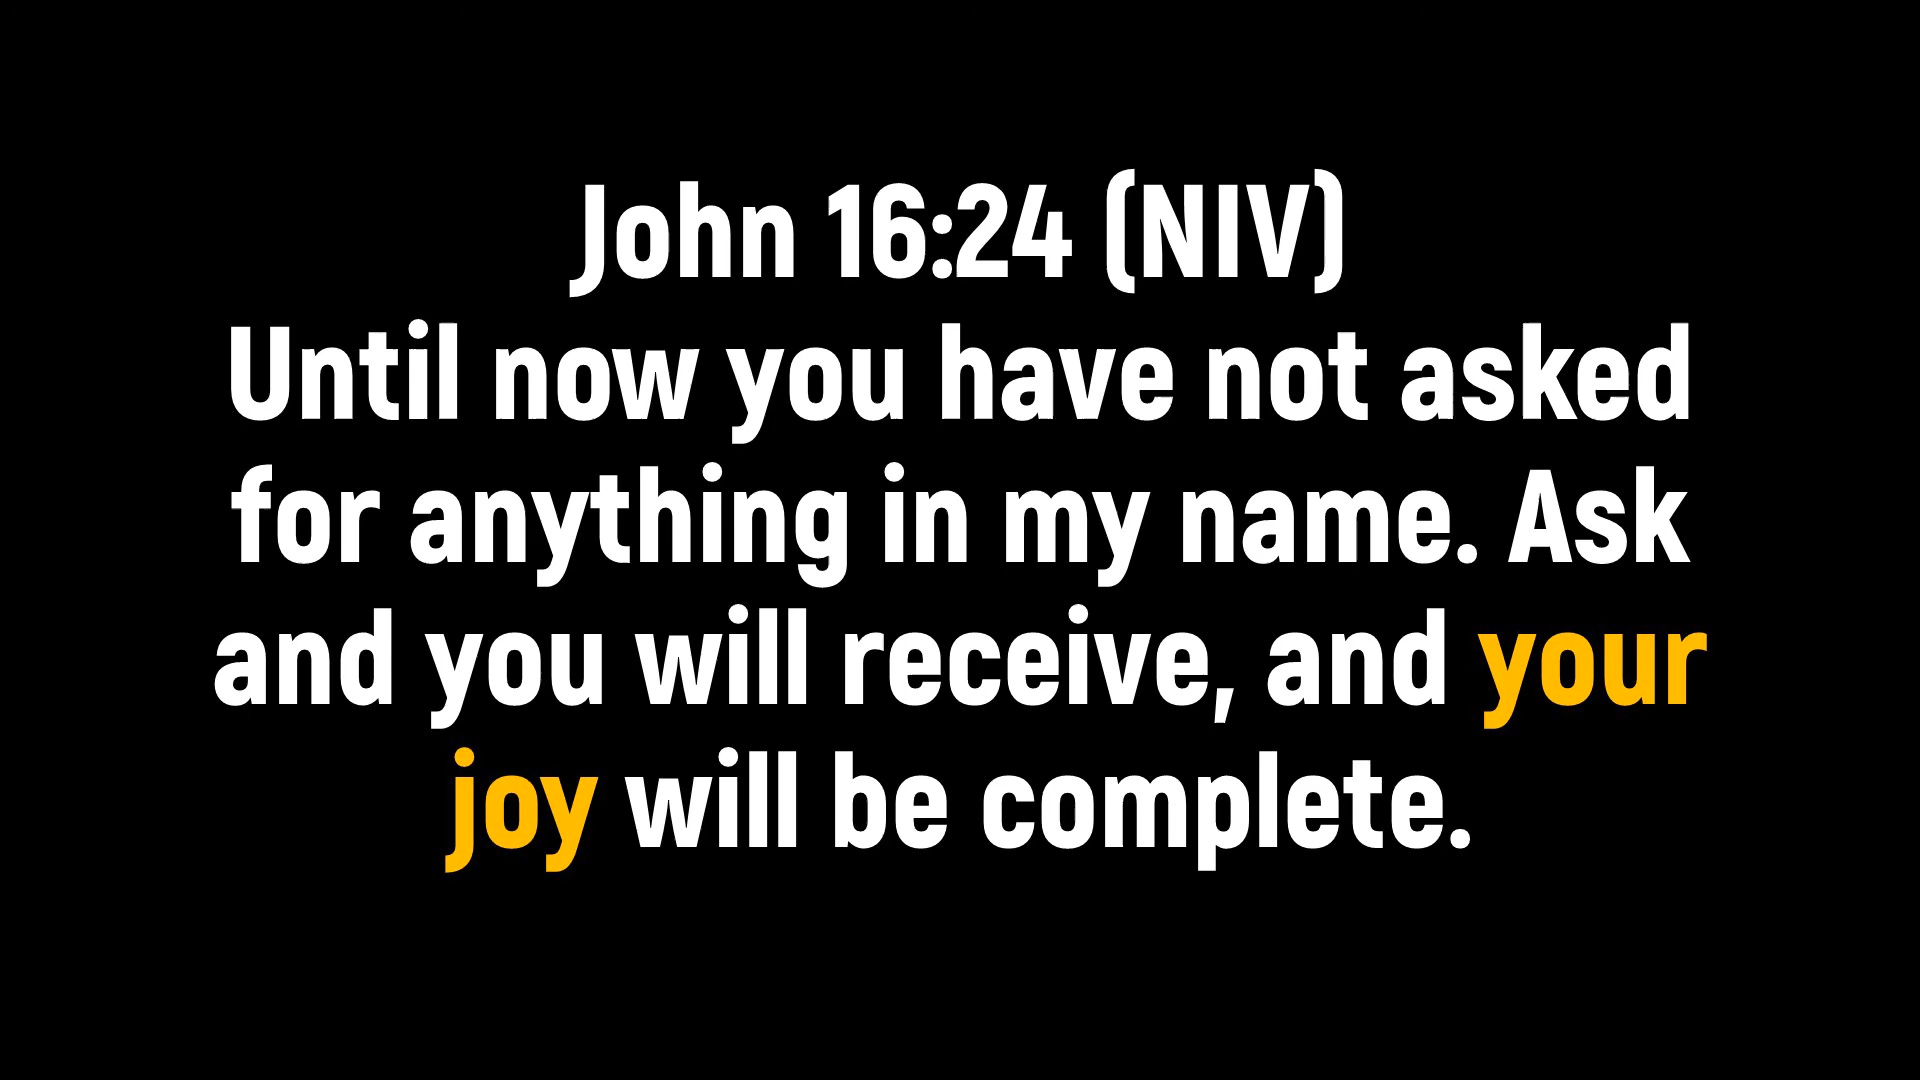 John 16:24 (NIV)
Until now you have not asked
for anything in my name. Ask
and you will receive, and your
joy will be complete.